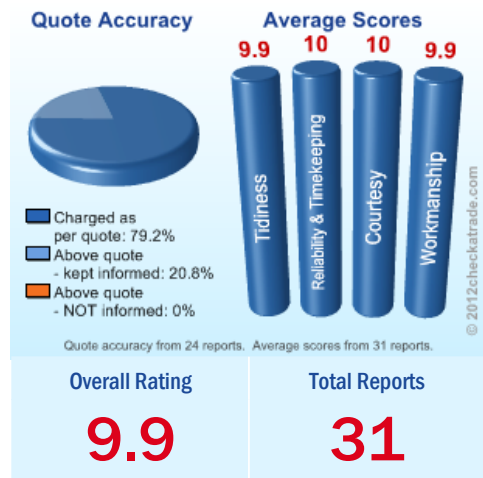 Quote Accuracy
Average Scores
9.9
10
10
9.9
Tidiness
Reliability & Timekeeping
Courtesy
Workmanship
Charged as
per quote: 79.2%
Above quote
- kept informed: 20.8%
Above quote
- NOT informed: 0%
© 2012checkatrade.com
Quote accuracy from 24 reports. Average scores from 31 reports.
Overall Rating
9.9
Total Reports
31